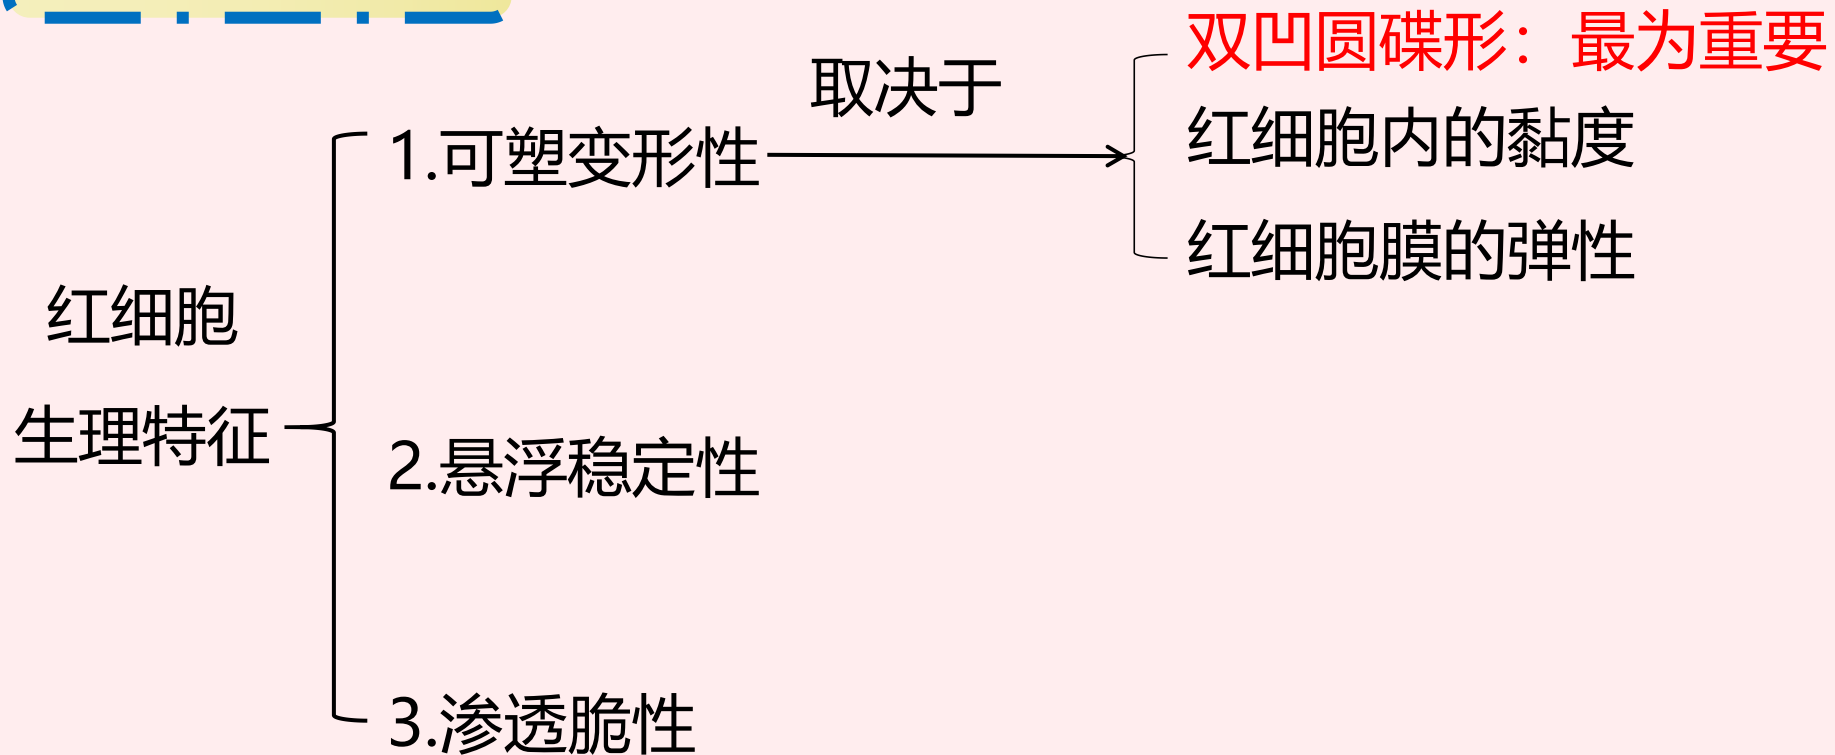 双凹圆碟形：最为重要
取决于
红细胞内的黏度
1.可塑变形性
红细胞膜的弹性
红细胞
生理特征
2.悬浮稳定性
3.渗透脆性